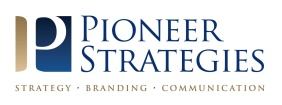 P
PIONEER
STRATEGIES
STRATEGY · BRANDING · COMMUNICATION